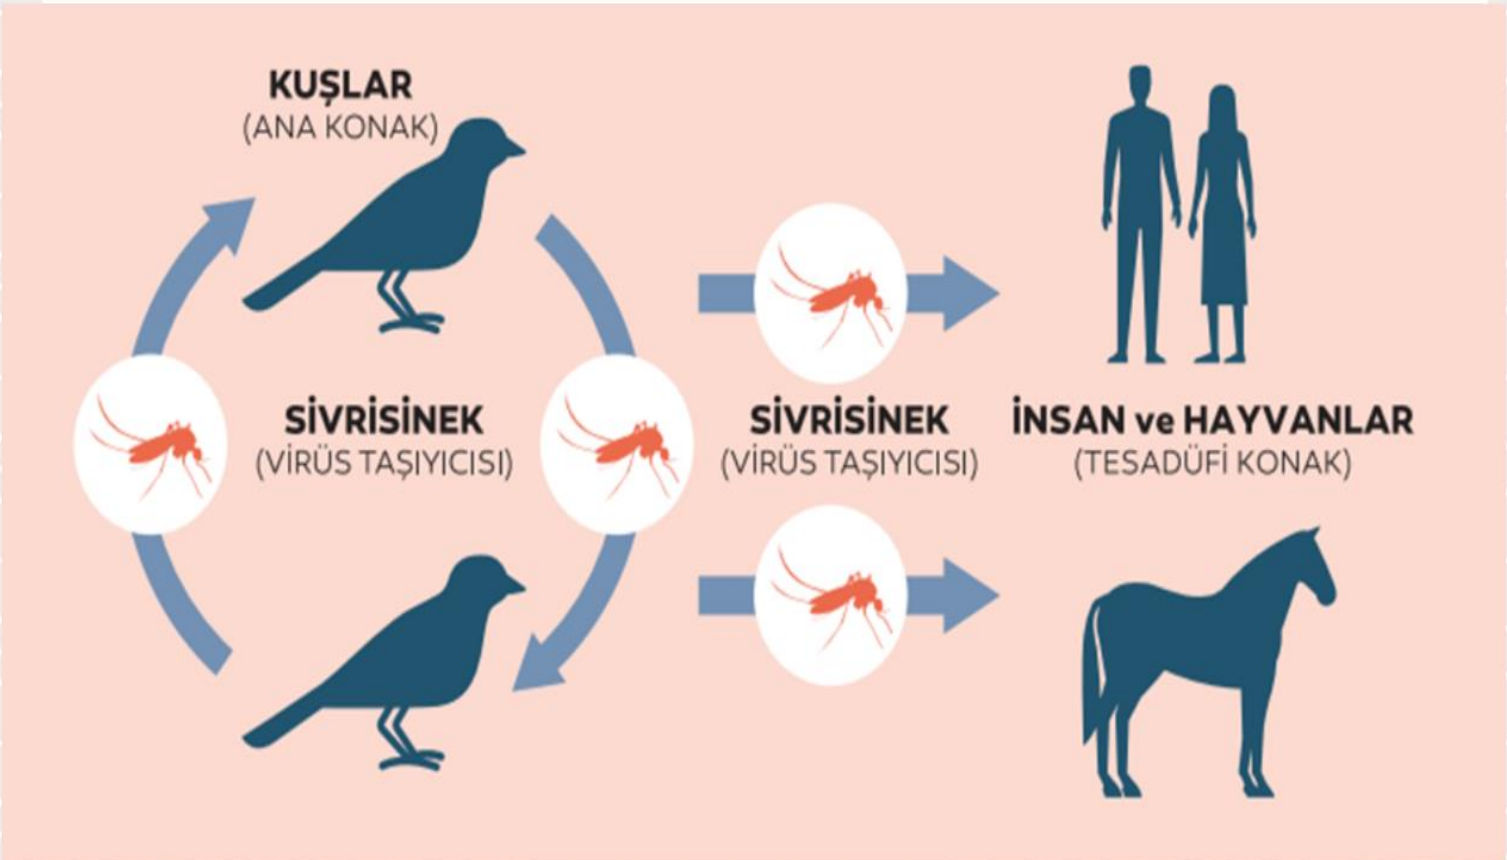 KUŞLAR
(ANA KONAK)
SİVRİSİNEK
(VİRÜS TAŞIYICISI)
SİVRİSİNEK
(VİRÜS TAŞIYICISI)
İNSAN ve HAYVANLAR
(TESADÜFİ KONAK)